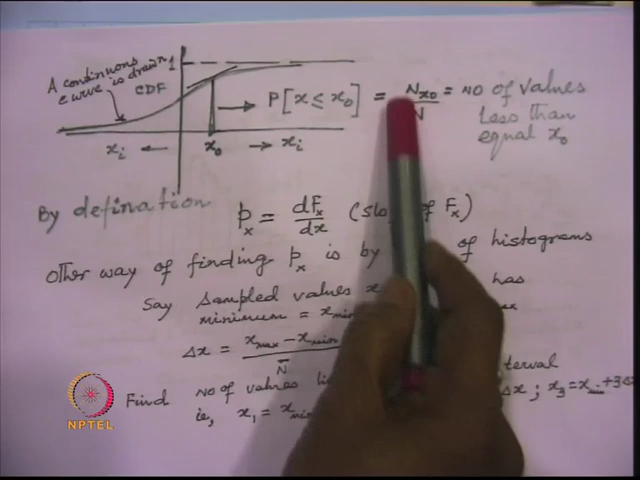 A continuous
curve is drawn
1
CDF
P[x ≤ x₀] = Nx₀/N = no of values
Less than
equal x₀
xᵢ ← x₀ → xᵢ
By defination pₓ = dFₓ/dx (slo of Fₓ)
Other way of finding pₓ is by of histograms
Say Sampled values has
minimum = xmin
Δx = xmax − xmin / N
Find no of values interval
ie, x₁ = xmin Δx ; x₃ = xmin + 3Δ
NPTEL